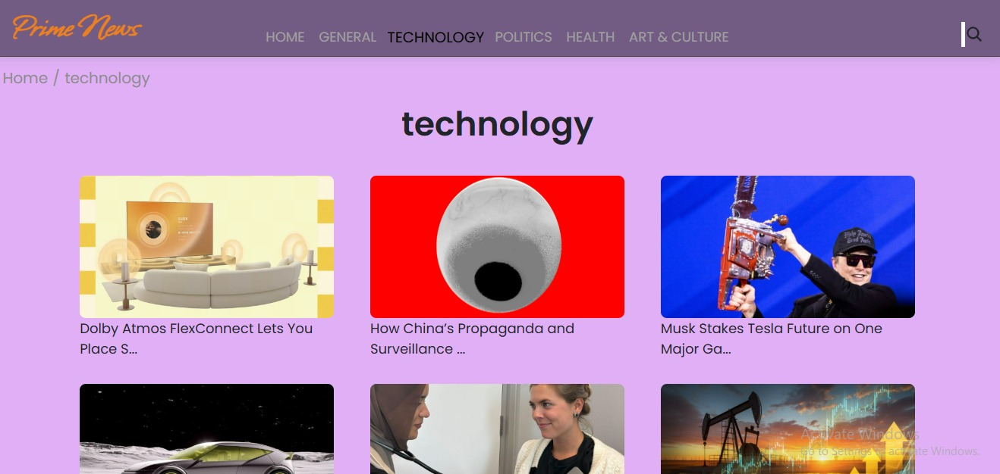 Prime News
HOME GENERAL TECHNOLOGY POLITICS HEALTH ART & CULTURE
Home / technology
technology
Dolby Atmos FlexConnect Lets You
Place S...
How China’s Propaganda and
Surveillance ...
Musk Stakes Tesla Future on One
Major Ga...
Activate Windows
Go to Settings to activate Windows.